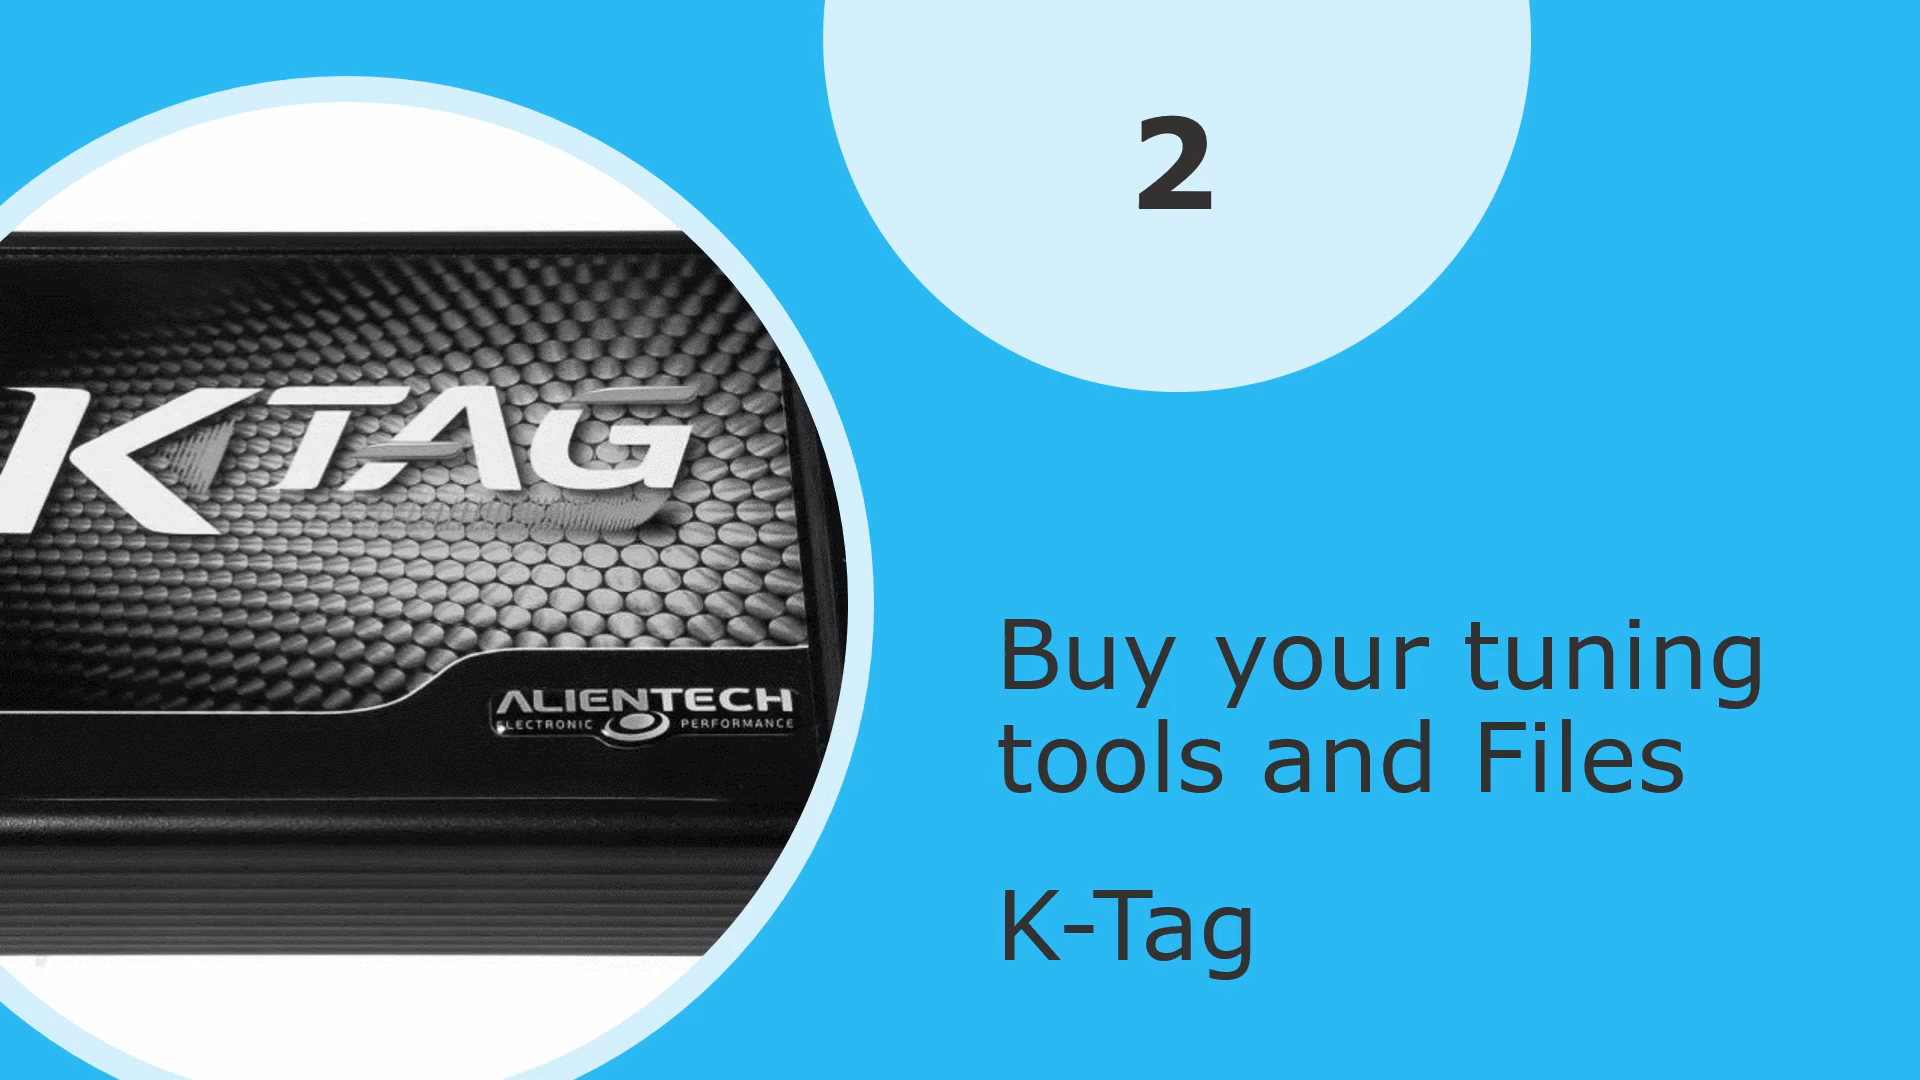 2
KTAG
ALIENTECH
ELECTRONIC PERFORMANCE
Buy your tuning
tools and Files
K-Tag